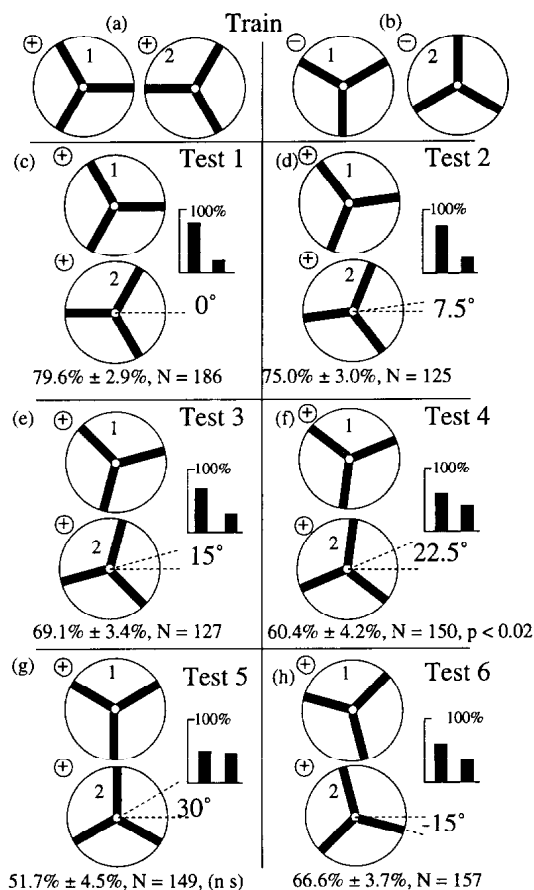 Train
(a)
(b)
+
1
+
2
−
1
−
2
(c)
+
1
Test 1
100%
+
2
0°
79.6% ± 2.9%, N = 186
(d)
+
1
Test 2
100%
2
7.5°
75.0% ± 3.0%, N = 125
(e)
+
1
Test 3
100%
+
2
15°
69.1% ± 3.4%, N = 127
(f)
+
1
Test 4
100%
+
2
22.5°
60.4% ± 4.2%, N = 150, p < 0.02
(g)
+
1
Test 5
100%
+
2
30°
51.7% ± 4.5%, N = 149, (n s)
(h)
+
1
Test 6
100%
+
2
-15°
66.6% ± 3.7%, N = 157